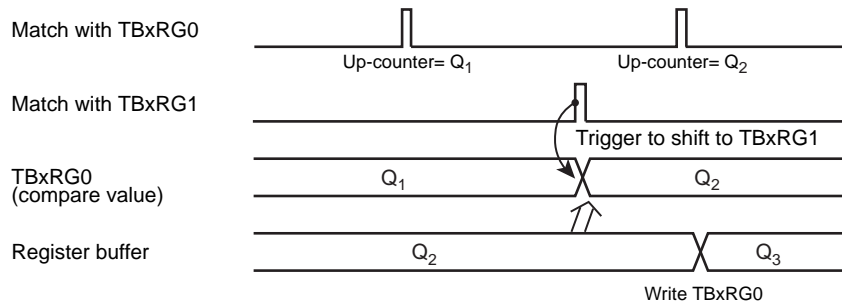 Match with TBxRG0
Up-counter= Q1
Up-counter= Q2
Match with TBxRG1
Trigger to shift to TBxRG1
TBxRG0
(compare value)
Q1
Q2
Register buffer
Q2
Q3
Write TBxRG0